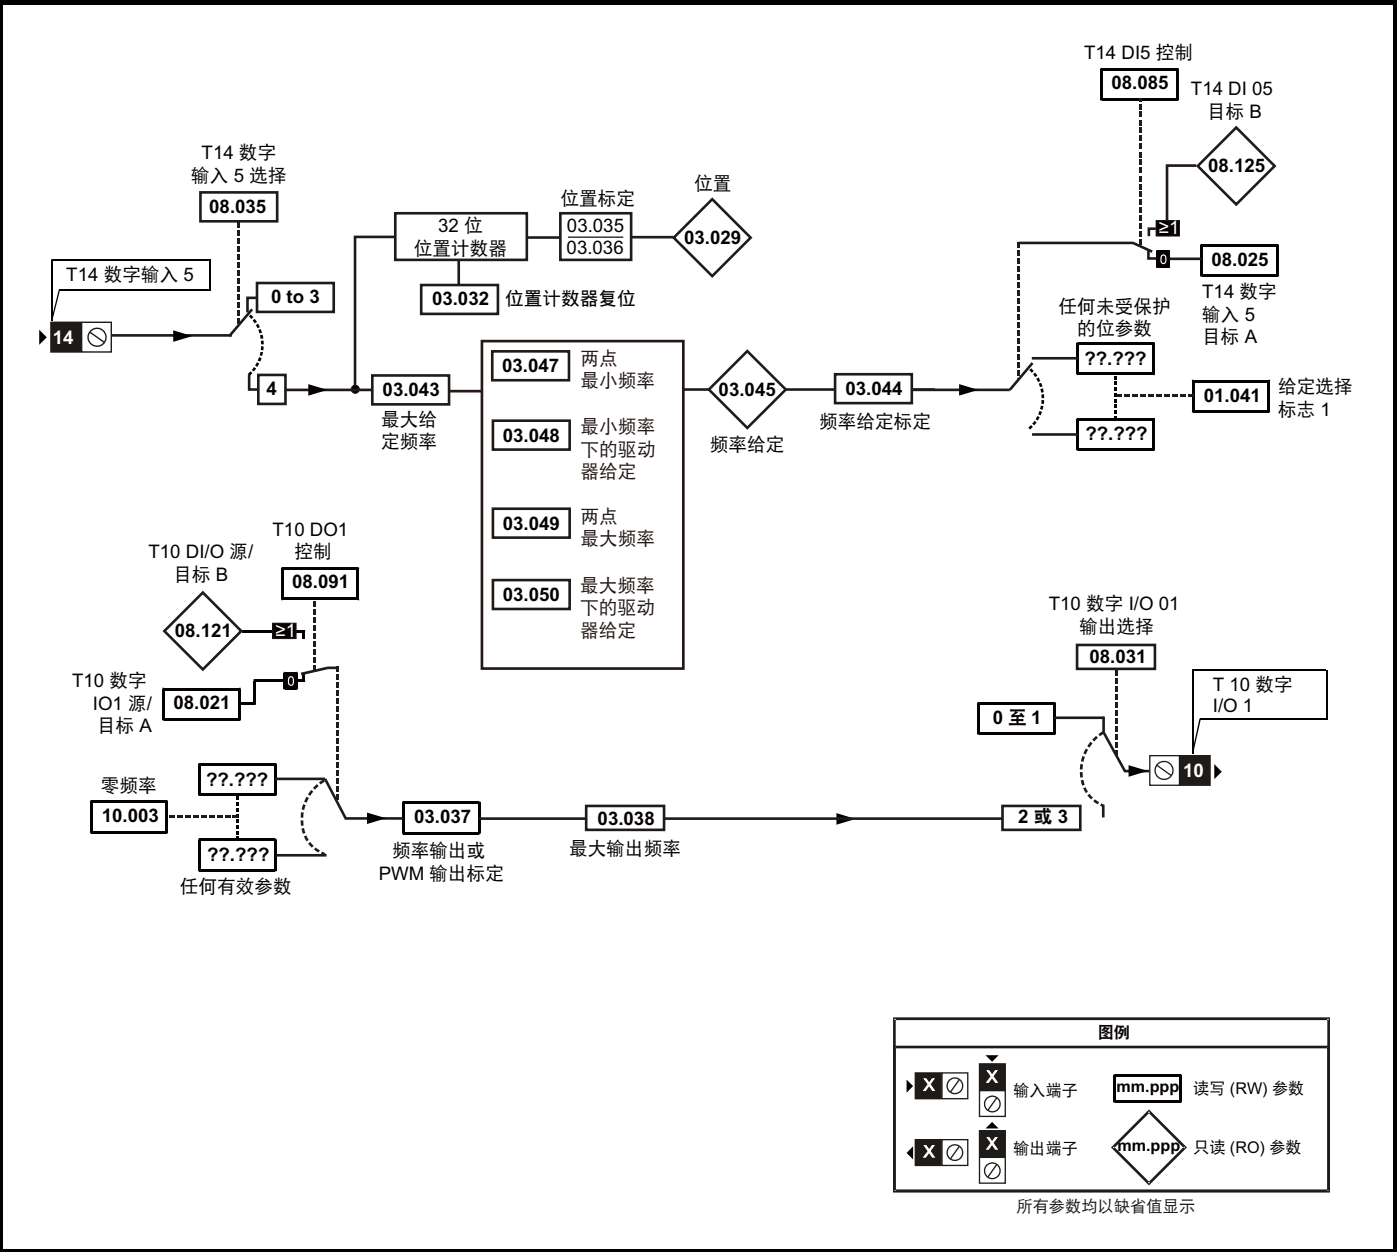 T14 DI5 控制
08.085
T14 DI 05
目标 B
08.125
≥1
0
08.025
T14 数字
输入 5
目标 A
T14 数字
输入 5 选择
08.035
T14 数字输入 5
14
0 to 3
4
32 位
位置计数器
03.032
位置计数器复位
位置标定
03.035
03.036
位置
03.029
03.043
最大给
定频率
03.047
两点
最小频率
03.048
最小频率
下的驱动
器给定
03.049
两点
最大频率
03.050
最大频率
下的驱动
器给定
03.045
频率给定
03.044
频率给定标定
任何未受保护
的位参数
??.???
??.???
01.041
给定选择
标志 1
T10 DO1
控制
08.091
T10 DI/O 源/
目标 B
08.121
≥1
0
T10 数字
IO1 源/
目标 A
08.021
零频率
10.003
??.???
??.???
任何有效参数
03.037
频率输出或
PWM 输出标定
03.038
最大输出频率
T10 数字 I/O 01
输出选择
08.031
0 至 1
2 或 3
T 10 数字
I/O 1
10
图例
X
X
输入端子
mm.ppp
读写 (RW) 参数
X
X
输出端子
mm.ppp
只读 (RO) 参数
所有参数均以缺省值显示